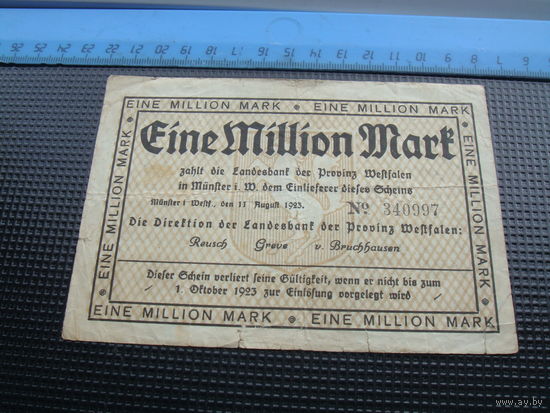 EINE MILLION MARK ⊛ EINE MILLION MARK
EINE MILLION MARK
EINE MILLION MARK
Eine Million Mark
zahlt die Landesbank der Provinz Westfalen
in Münster i. W. dem Einlieferer dieses Scheins
Münster i. Westf., den 11 August 1923.
No 340997
Die Direktion der Landesbank der Provinz Westfalen:
Reusch Greve v. Bruchhausen
Dieser Schein verliert seine Gültigkeit, wenn er nicht bis zum
1. Oktober 1923 zur Einlösung vorgelegt wird
EINE MILLION MARK ⊛ EINE MILLION MARK
www.ay.by